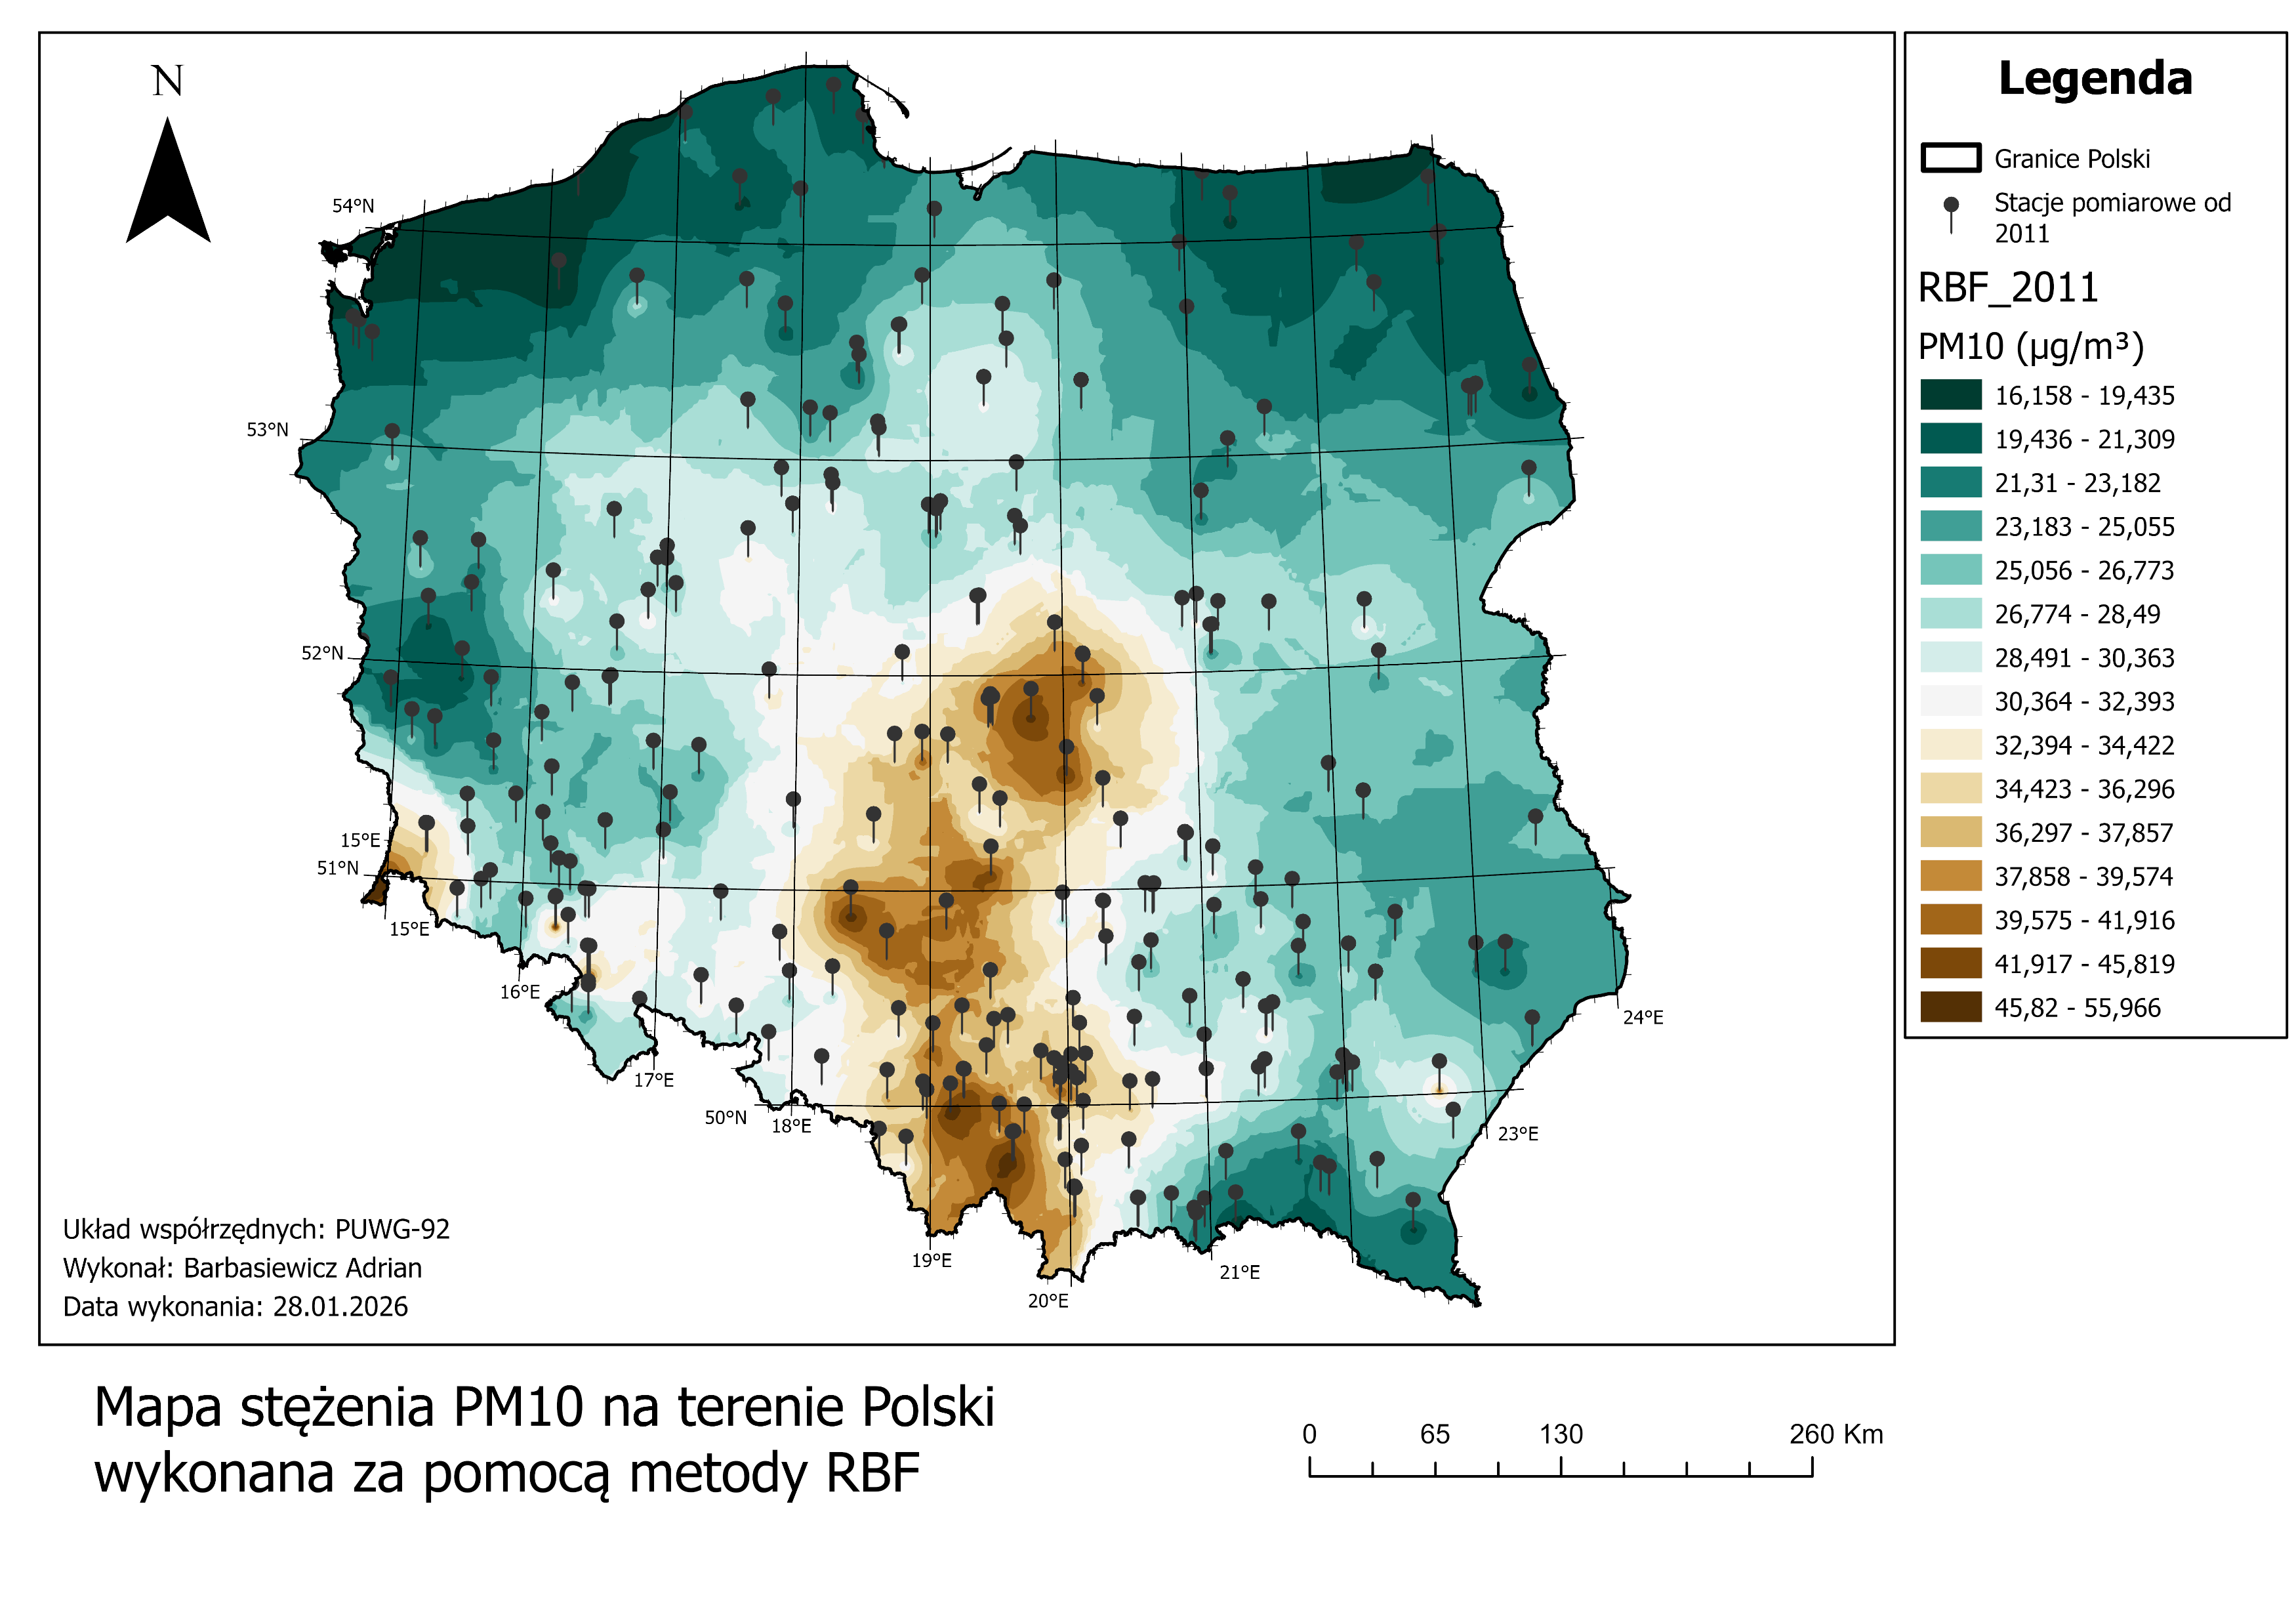 N
54°N
53°N
52°N
15°E
51°N
15°E
16°E
17°E
50°N
18°E
19°E
20°E
21°E
23°E
24°E
Układ współrzędnych: PUWG-92
Wykonał: Barbasiewicz Adrian
Data wykonania: 28.01.2026
Legenda
Granice Polski
Stacje pomiarowe od
2011
RBF_2011
PM10 (µg/m³)
16,158 - 19,435
19,436 - 21,309
21,31 - 23,182
23,183 - 25,055
25,056 - 26,773
26,774 - 28,49
28,491 - 30,363
30,364 - 32,393
32,394 - 34,422
34,423 - 36,296
36,297 - 37,857
37,858 - 39,574
39,575 - 41,916
41,917 - 45,819
45,82 - 55,966
Mapa stężenia PM10 na terenie Polski
wykonana za pomocą metody RBF
0 65 130 260 Km